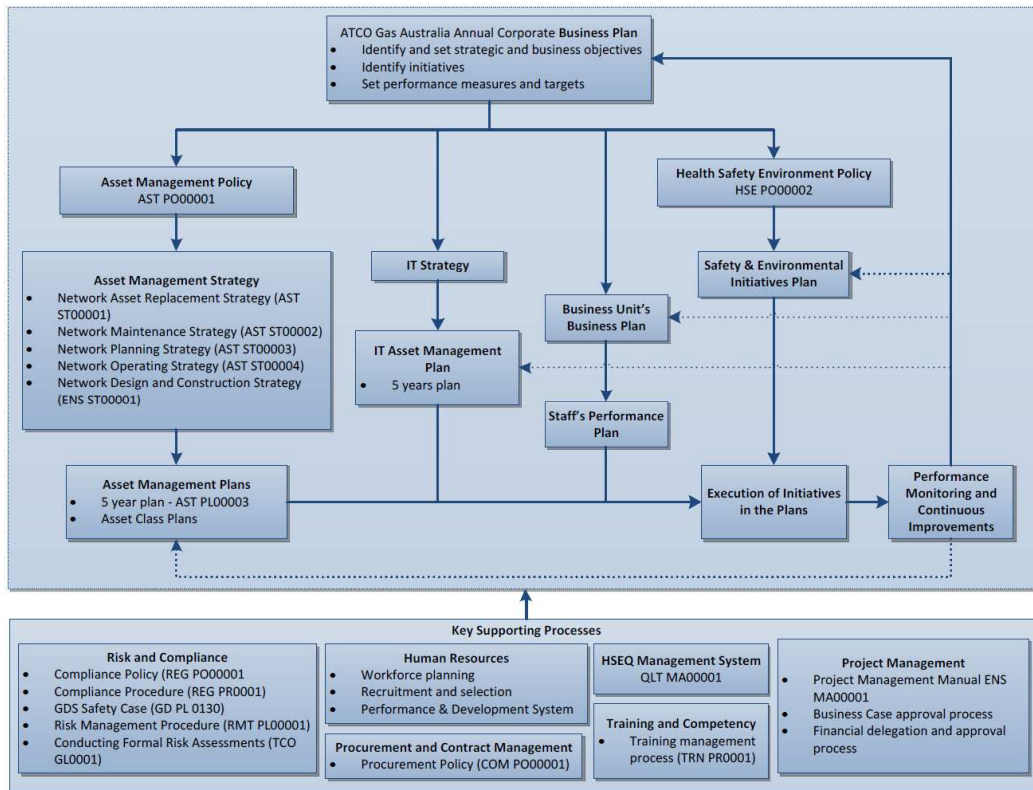 ATCO Gas Australia Annual Corporate Business Plan
• Identify and set strategic and business objectives
• Identify initiatives
• Set performance measures and targets
Asset Management Policy
AST PO00001
Health Safety Environment Policy
HSE PO00002
Asset Management Strategy
• Network Asset Replacement Strategy (AST
ST00001)
• Network Maintenance Strategy (AST ST00002)
• Network Planning Strategy (AST ST00003)
• Network Operating Strategy (AST ST00004)
• Network Design and Construction Strategy
(ENS ST00001)
IT Strategy
Safety & Environmental
Initiatives Plan
Business Unit's
Business Plan
IT Asset Management
Plan
• 5 years plan
Staff's Performance
Plan
Asset Management Plans
• 5 year plan - AST PL00003
• Asset Class Plans
Execution of Initiatives
in the Plans
Performance
Monitoring and
Continuous
Improvements
Key Supporting Processes
Risk and Compliance
• Compliance Policy (REG PO00001
• Compliance Procedure (REG PR0001)
• GDS Safety Case (GD PL 0130)
• Risk Management Procedure (RMT PL00001)
• Conducting Formal Risk Assessments (TCO
GL0001)
Human Resources
• Workforce planning
• Recruitment and selection
• Performance & Development System
Procurement and Contract Management
• Procurement Policy (COM PO00001)
HSEQ Management System
QLT MA00001
Training and Competency
• Training management
process (TRN PR0001)
Project Management
• Project Management Manual ENS
MA00001
• Business Case approval process
• Financial delegation and approval
process